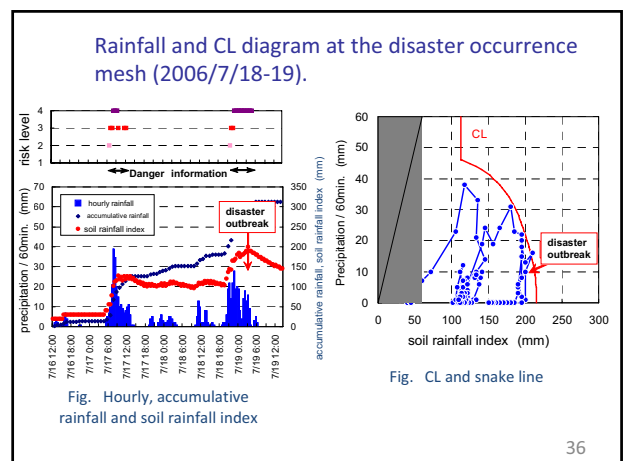 Rainfall and CL diagram at the disaster occurrence
mesh (2006/7/18-19).
risk level
4
3
2
1
Danger information
precipitation / 60min. (mm)
70
60
50
40
30
20
10
0
hourly rainfall
accumulative rainfall
soil rainfall index
disaster
outbreak
350
300
250
200
150
100
50
0
accumulative rainfall, soil rainfall index (mm)
7/16 12:00
7/16 18:00
7/17 0:00
7/17 6:00
7/17 12:00
7/17 18:00
7/18 0:00
7/18 6:00
7/18 12:00
7/18 18:00
7/19 0:00
7/19 6:00
7/19 12:00
Fig. Hourly, accumulative
rainfall and soil rainfall index
Precipitation / 60min. (mm)
60
50
40
30
20
10
0
CL
disaster
outbreak
0 50 100 150 200 250 300
soil rainfall index (mm)
Fig. CL and snake line
36